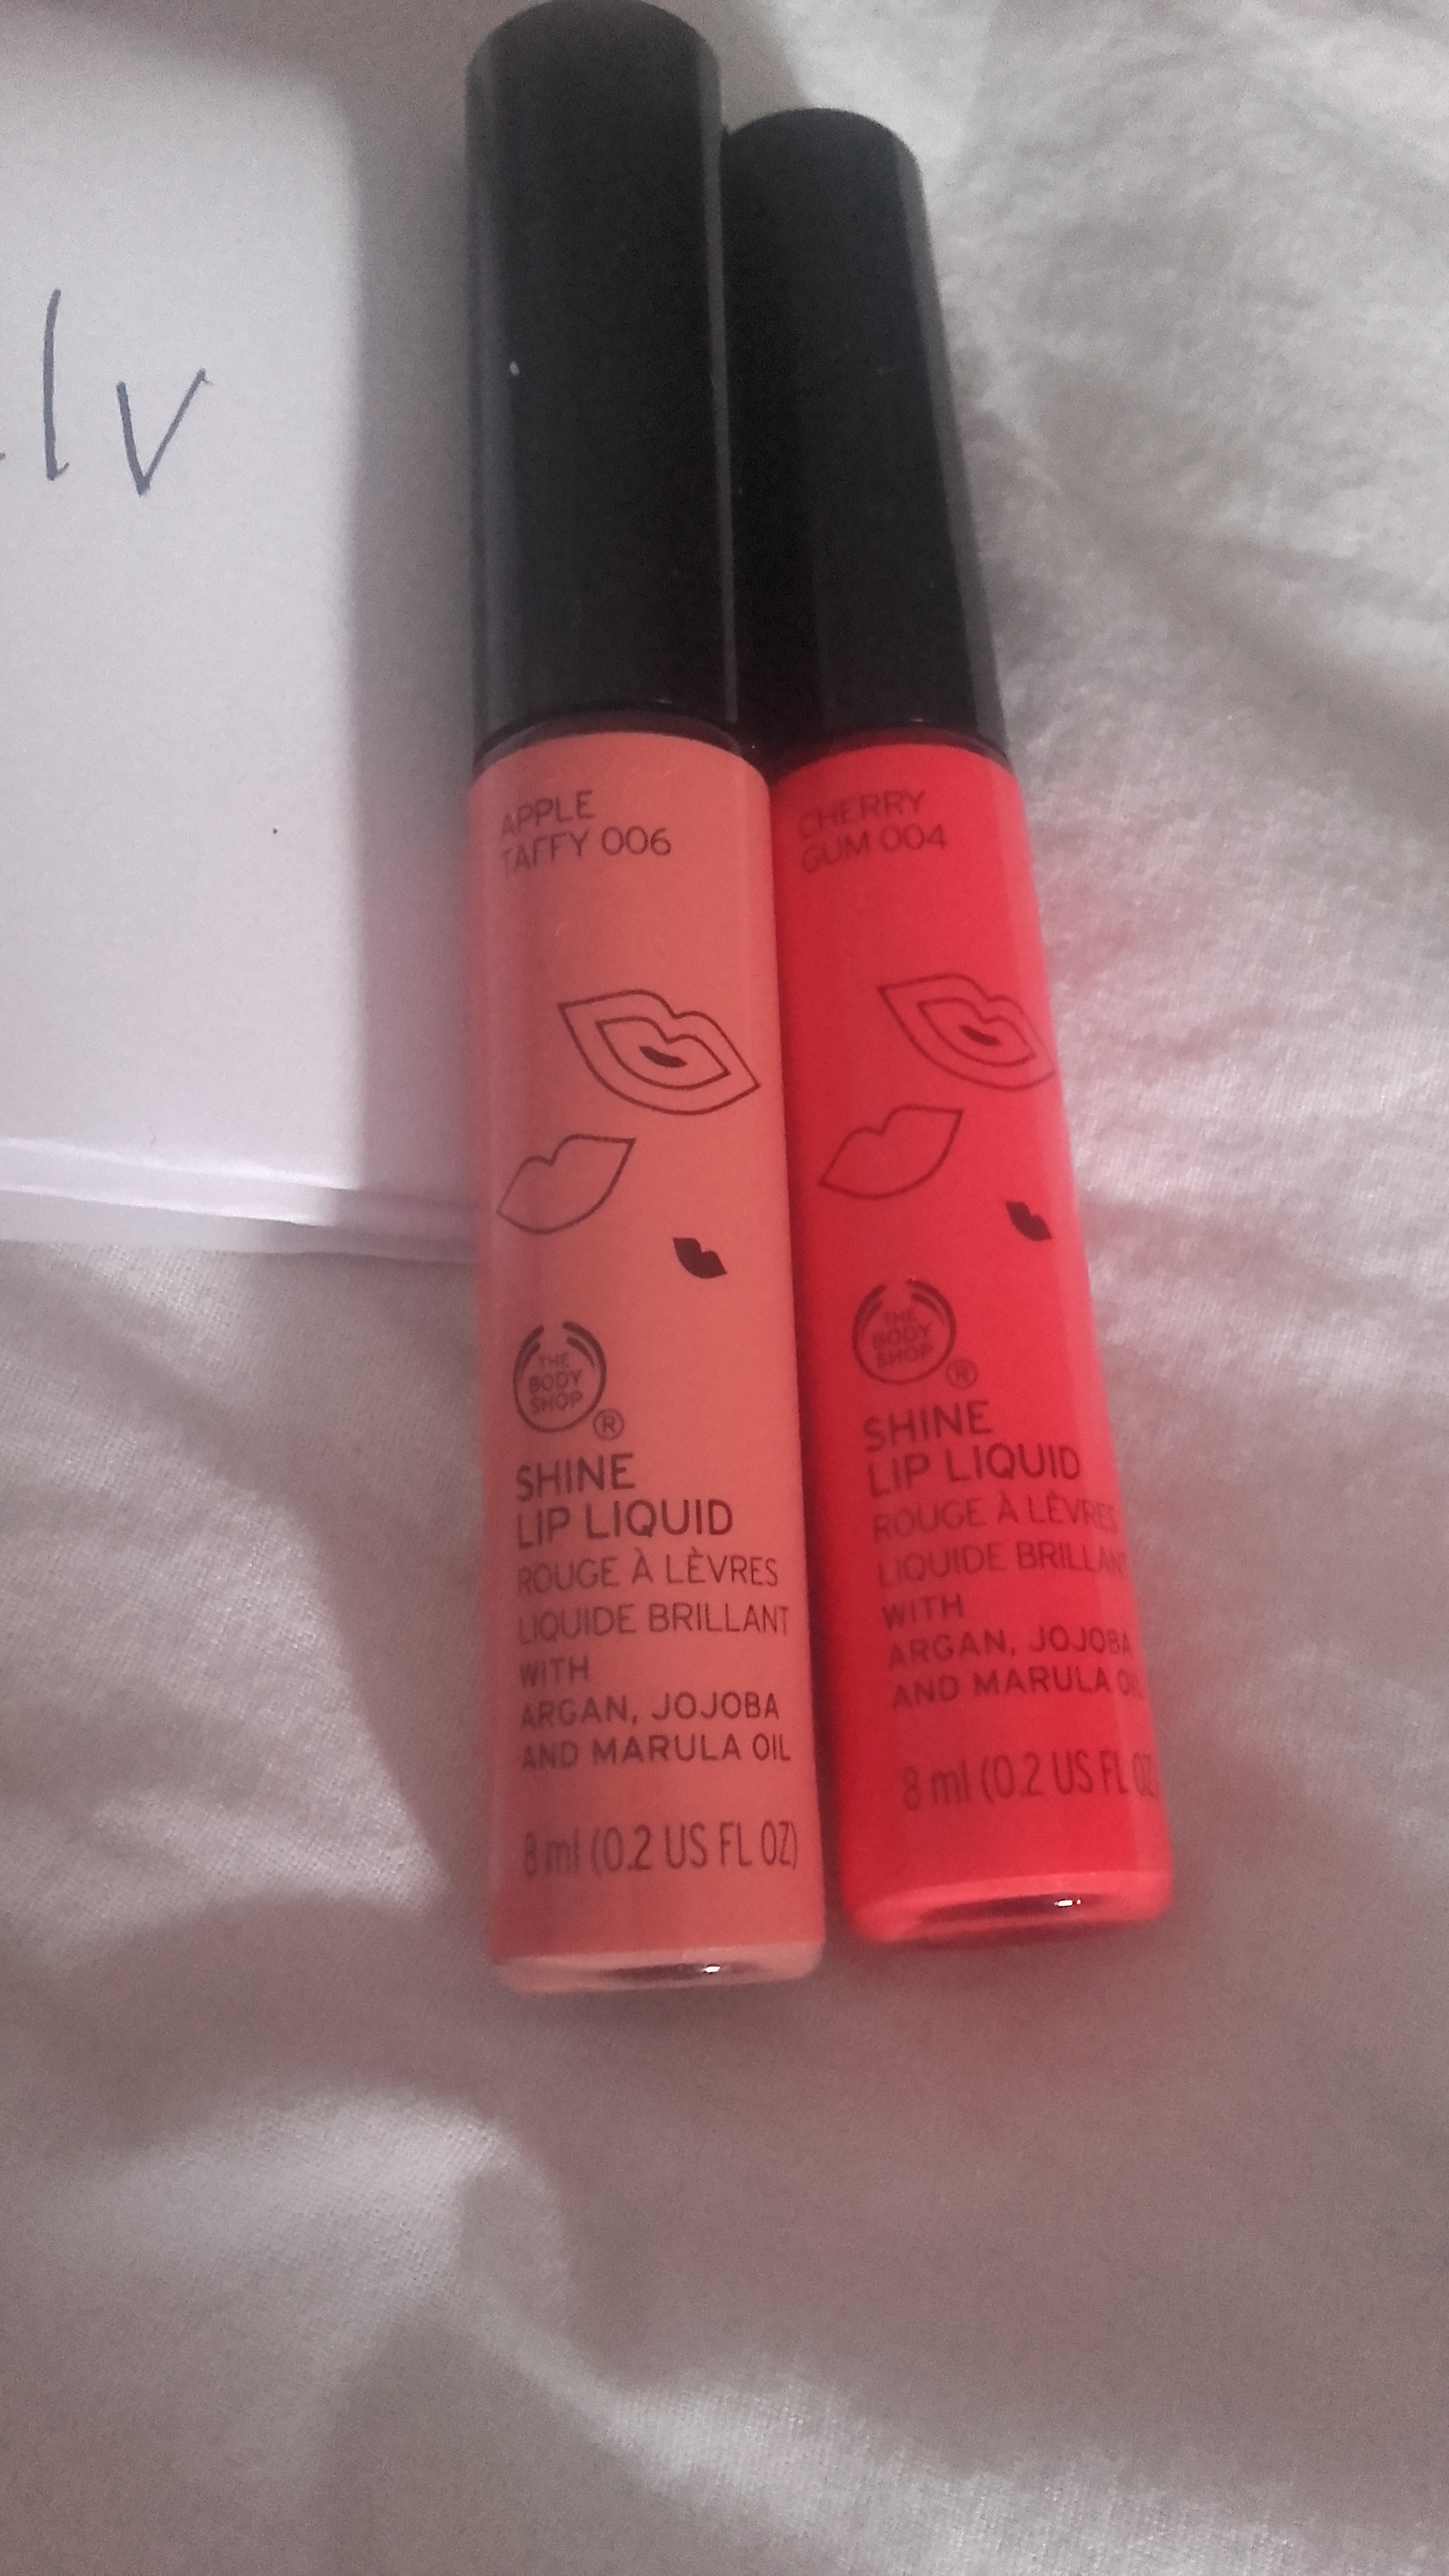 lv
APPLE
TAFFY 006
THE
BODY
SHOP
®
SHINE
LIP LIQUID
ROUGE À LÈVRES
LIQUIDE BRILLANT
WITH
ARGAN, JOJOBA
AND MARULA OIL
8 ml (0.2 US FL OZ)
CHERRY
GUM 004
THE
BODY
SHOP
®
SHINE
LIP LIQUID
ROUGE À LÈVRES
LIQUIDE BRILLANT
WITH
ARGAN, JOJOBA
AND MARULA OIL
8 ml (0.2 US FL OZ